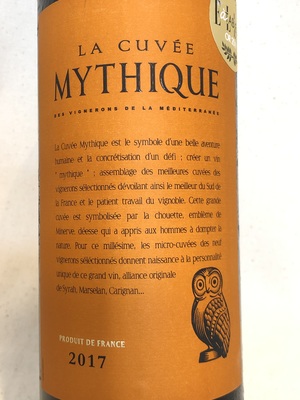 LA CUVÉE
MYTHIQUE
DES VIGNERONS DE LA MÉDITERRANÉE
La Cuvée Mythique est le symbole d'une belle aventure
humaine et la concrétisation d'un défi : créer un vin
" mythique " : assemblage des meilleures cuvées des
vignerons sélectionnés dévoilant ainsi le meilleur du Sud de
la France et le patient travail du vignoble. Cette grande
cuvée est symbolisée par la chouette, emblème de
Minerve, déesse qui a appris aux hommes à dompter la
nature. Pour ce millésime, les micro-cuvées des neuf
vignerons séléctionnés donnent naissance à la personnalité
unique de ce grand vin, alliance originale
de Syrah, Marselan, Carignan...
PRODUIT DE FRANCE
2017